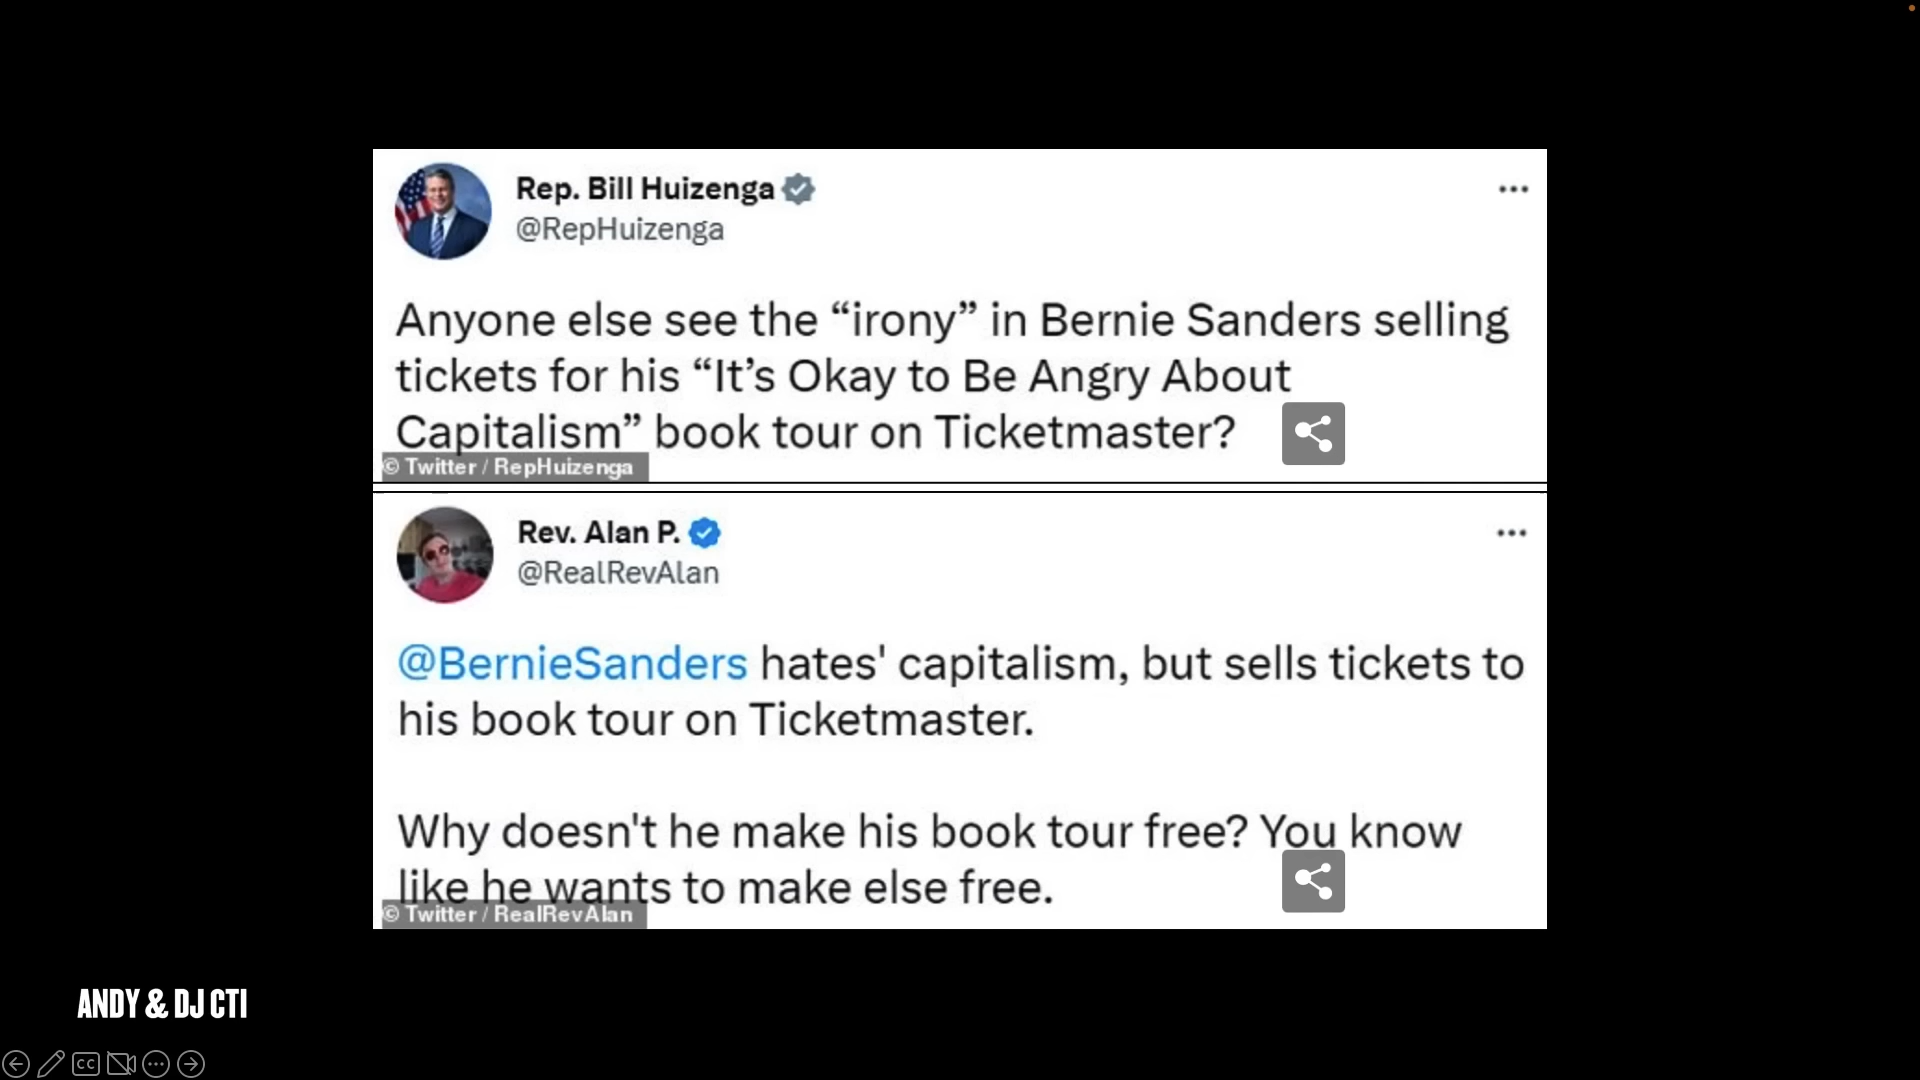 Rep. Bill Huizenga
@RepHuizenga
Anyone else see the “irony” in Bernie Sanders selling
tickets for his “It’s Okay to Be Angry About
Capitalism” book tour on Ticketmaster?
© Twitter / RepHuizenga
Rev. Alan P.
@RealRevAlan
@BernieSanders hates' capitalism, but sells tickets to
his book tour on Ticketmaster.
Why doesn't he make his book tour free? You know
like he wants to make else free.
© Twitter / RealRevAlan
ANDY & DJ CTI
CC